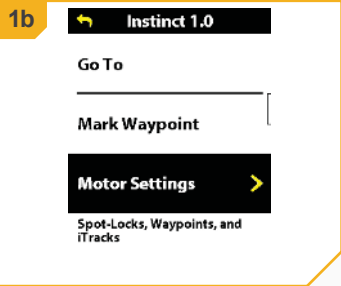 1b
Instinct 1.0
Go To
Mark Waypoint
Motor Settings
Spot-Locks, Waypoints, and
iTracks